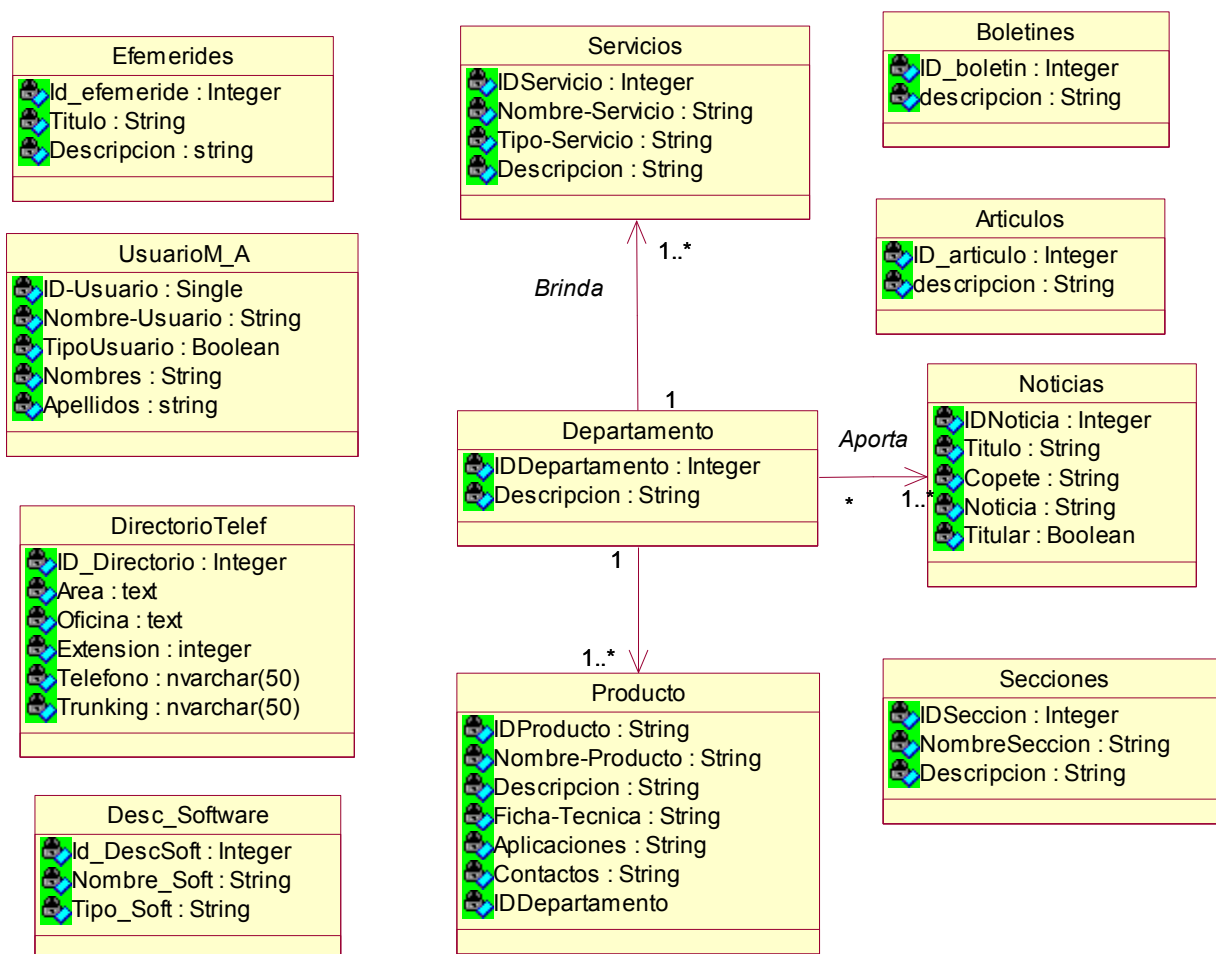 Efemerides
Id_efemeride : Integer
Titulo : String
Descripcion : string
Servicios
IDServicio : Integer
Nombre-Servicio : String
Tipo-Servicio : String
Descripcion : String
Boletines
ID_boletin : Integer
descripcion : String
UsuarioM_A
ID-Usuario : Single
Nombre-Usuario : String
TipoUsuario : Boolean
Nombres : String
Apellidos : string
1..*
Brinda
1
Articulos
ID_articulo : Integer
descripcion : String
Departamento
IDDepartamento : Integer
Descripcion : String
Aporta
*
1..*
Noticias
IDNoticia : Integer
Titulo : String
Copete : String
Noticia : String
Titular : Boolean
DirectorioTelef
ID_Directorio : Integer
Area : text
Oficina : text
Extension : integer
Telefono : nvarchar(50)
Trunking : nvarchar(50)
1
1..*
Producto
IDProducto : String
Nombre-Producto : String
Descripcion : String
Ficha-Tecnica : String
Aplicaciones : String
Contactos : String
IDDepartamento
Secciones
IDSeccion : Integer
NombreSeccion : String
Descripcion : String
Desc_Software
Id_DescSoft : Integer
Nombre_Soft : String
Tipo_Soft : String